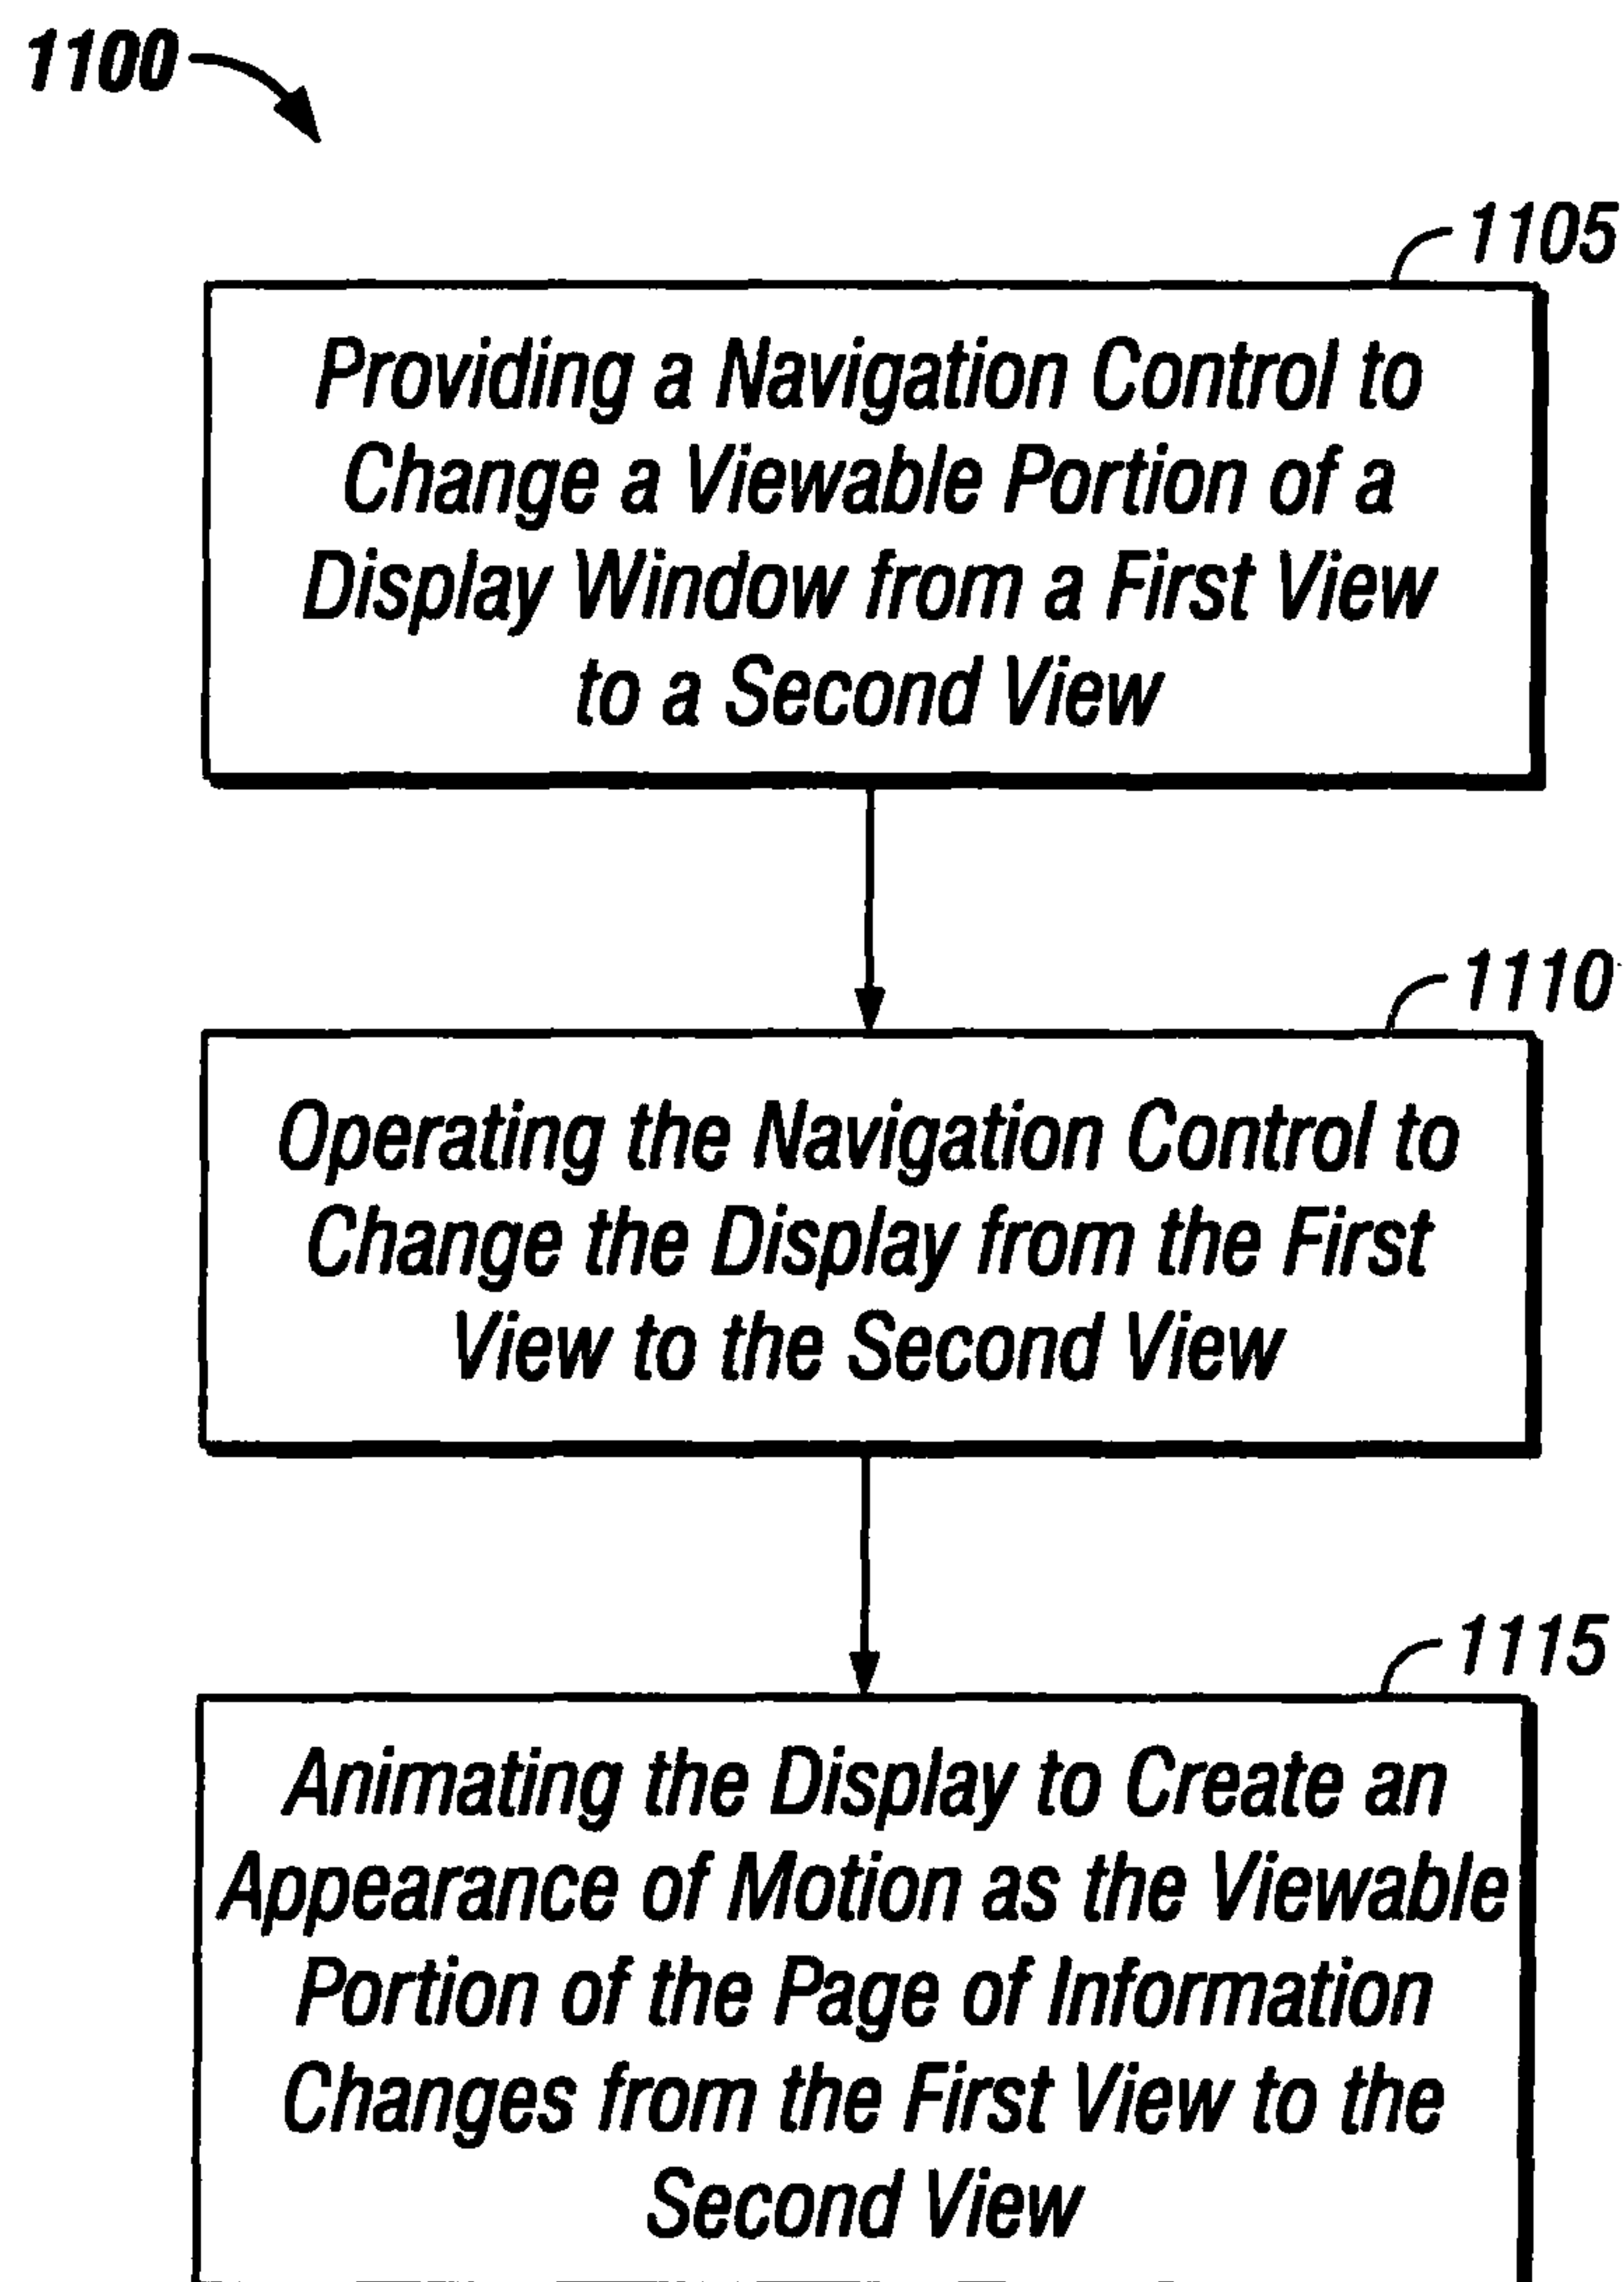 1100
1105
Providing a Navigation Control to
Change a Viewable Portion of a
Display Window from a First View
to a Second View
1110
Operating the Navigation Control to
Change the Display from the First
View to the Second View
1115
Animating the Display to Create an
Appearance of Motion as the Viewable
Portion of the Page of Information
Changes from the First View to the
Second View